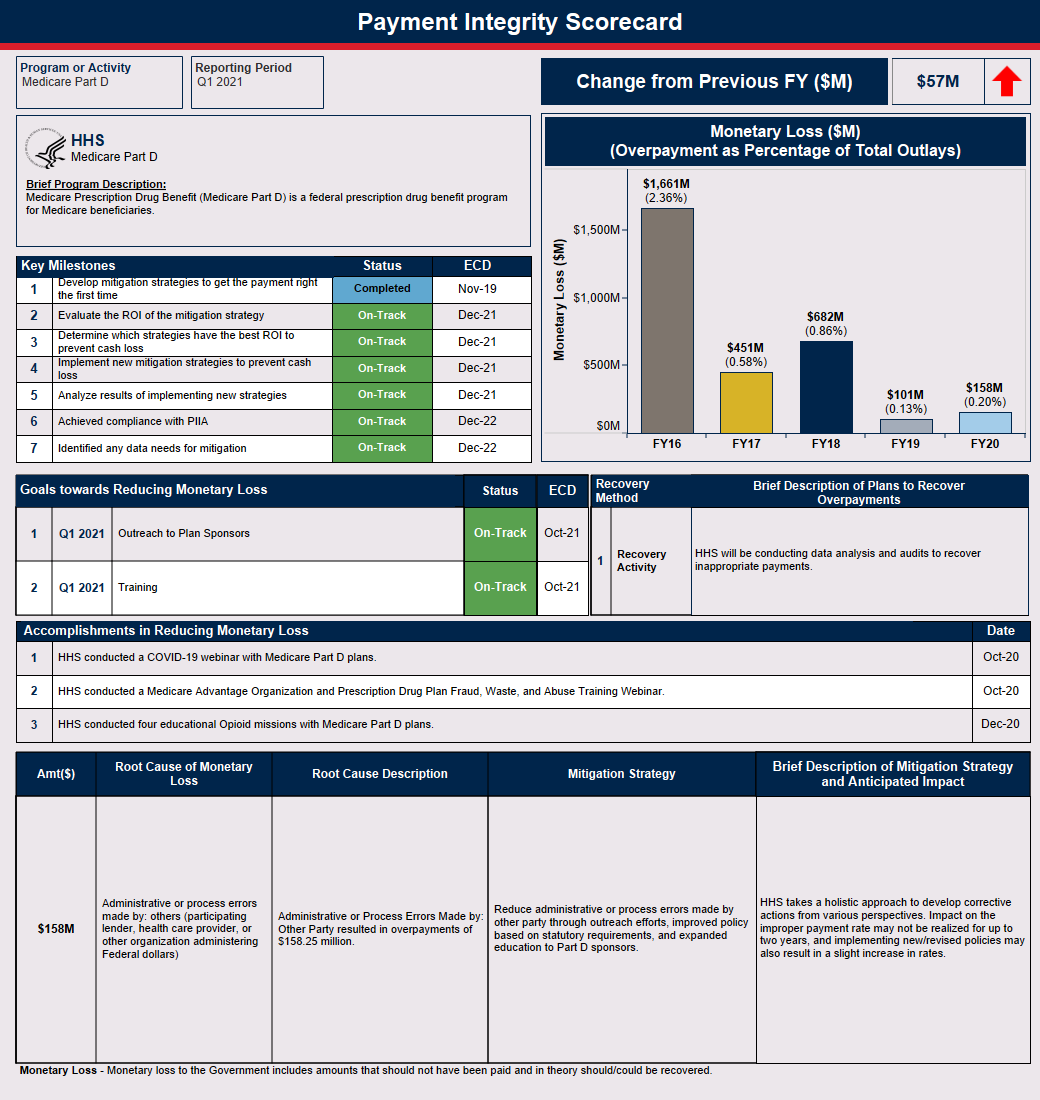 Payment Integrity Scorecard
Program or Activity
Medicare Part D
Reporting Period
Q1 2021
Change from Previous FY ($M)
$57M
HHS
Medicare Part D
Brief Program Description:
Medicare Prescription Drug Benefit (Medicare Part D) is a federal prescription drug benefit program
for Medicare beneficiaries.
Monetary Loss ($M)
(Overpayment as Percentage of Total Outlays)
Monetary Loss ($M)
$1,500M
$1,000M
$500M
$0M
$1,661M
(2.36%)
$451M
(0.58%)
$682M
(0.86%)
$101M
(0.13%)
$158M
(0.20%)
FY16
FY17
FY18
FY19
FY20
Key Milestones
Status
ECD
1
Develop mitigation strategies to get the payment right
the first time
Completed
Nov-19
2
Evaluate the ROI of the mitigation strategy
On-Track
Dec-21
3
Determine which strategies have the best ROI to
prevent cash loss
On-Track
Dec-21
4
Implement new mitigation strategies to prevent cash
loss
On-Track
Dec-21
5
Analyze results of implementing new strategies
On-Track
Dec-21
6
Achieved compliance with PIIA
On-Track
Dec-22
7
Identified any data needs for mitigation
On-Track
Dec-22
Goals towards Reducing Monetary Loss
Status
ECD
1
Q1 2021
Outreach to Plan Sponsors
On-Track
Oct-21
2
Q1 2021
Training
On-Track
Oct-21
Recovery
Method
Brief Description of Plans to Recover
Overpayments
1
Recovery
Activity
HHS will be conducting data analysis and audits to recover
inappropriate payments.
Accomplishments in Reducing Monetary Loss
Date
1
HHS conducted a COVID-19 webinar with Medicare Part D plans.
Oct-20
2
HHS conducted a Medicare Advantage Organization and Prescription Drug Plan Fraud, Waste, and Abuse Training Webinar.
Oct-20
3
HHS conducted four educational Opioid missions with Medicare Part D plans.
Dec-20
Amt($)
Root Cause of Monetary
Loss
Root Cause Description
Mitigation Strategy
Brief Description of Mitigation Strategy
and Anticipated Impact
$158M
Administrative or process errors
made by: others (participating
lender, health care provider, or
other organization administering
Federal dollars)
Administrative or Process Errors Made by:
Other Party resulted in overpayments of
$158.25 million.
Reduce administrative or process errors made by
other party through outreach efforts, improved policy
based on statutory requirements, and expanded
education to Part D sponsors.
HHS takes a holistic approach to develop corrective
actions from various perspectives. Impact on the
improper payment rate may not be realized for up to
two years, and implementing new/revised policies may
also result in a slight increase in rates.
Monetary Loss - Monetary loss to the Government includes amounts that should not have been paid and in theory should/could be recovered.